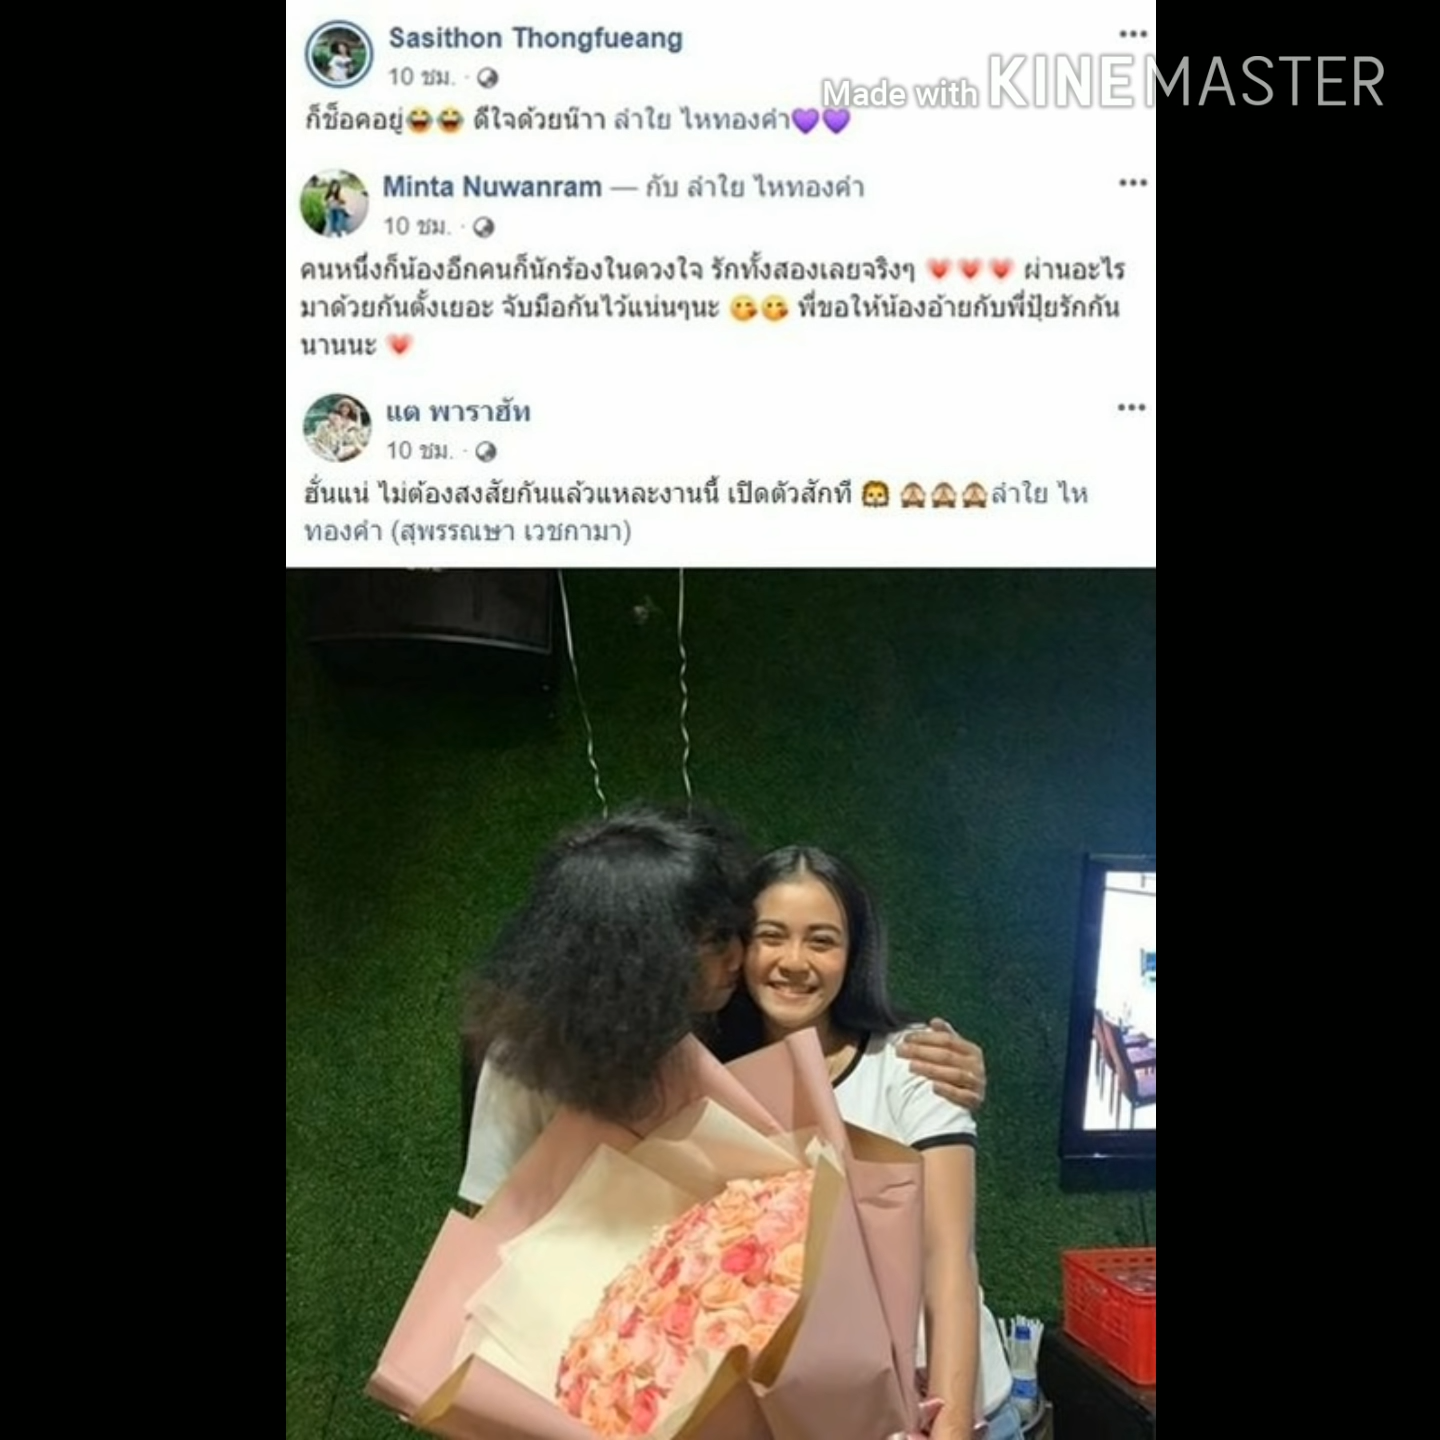 Sasithon Thongfueang
Made with KINEMASTER
10 ชม.
ก็ช็อคอยู่😂😂 ดีใจด้วยน๊าา ลำใย ไหทองคำ💜💜
Minta Nuwanram — กับ ลำใย ไหทองคำ
10 ชม.
คนหนึ่งก็น้องอีกคนก็นักร้องในดวงใจ รักทั้งสองเลยจริงๆ ❤❤❤ ผ่านอะไร
มาด้วยกันตั้งเยอะ จับมือกันไว้แน่นๆนะ 😋😋 พี่ขอให้น้องอ้ายกับพี่ปุ้ยรักกัน
นานนะ ❤
แต พาราฮัท
10 ชม.
ฮั่นแน่ ไม่ต้องสงสัยกันแล้วแหละงานนี้ เปิดตัวสักที 🦁 🙈🙈🙈ลำใย ไห
ทองคำ (สุพรรณษา เวชกามา)